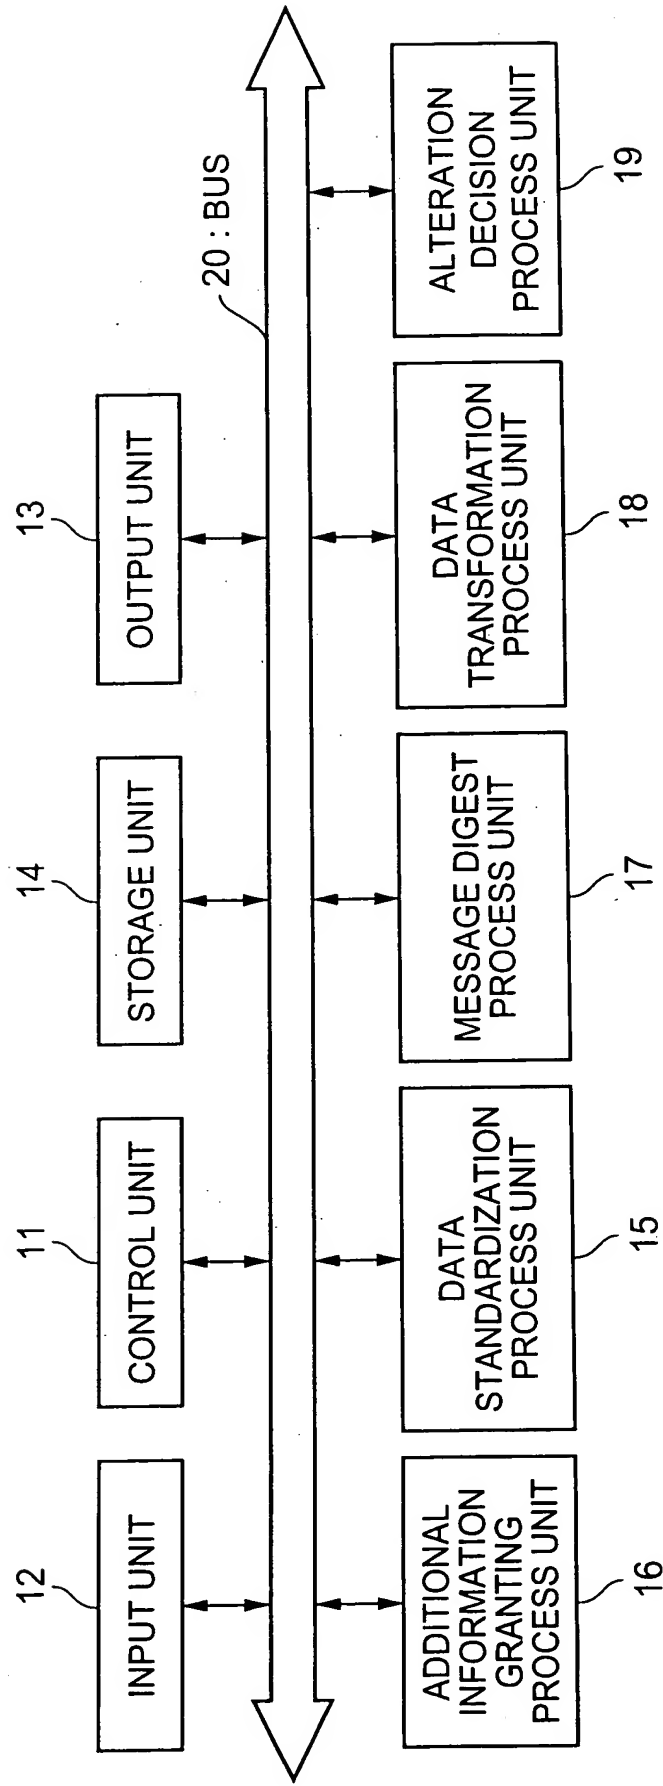 12
INPUT UNIT
11
CONTROL UNIT
14
STORAGE UNIT
13
OUTPUT UNIT
20 : BUS
ADDITIONAL
INFORMATION
GRANTING
PROCESS UNIT
16
DATA
STANDARDIZATION
PROCESS UNIT
15
MESSAGE DIGEST
PROCESS UNIT
17
DATA
TRANSFORMATION
PROCESS UNIT
18
ALTERATION
DECISION
PROCESS UNIT
19